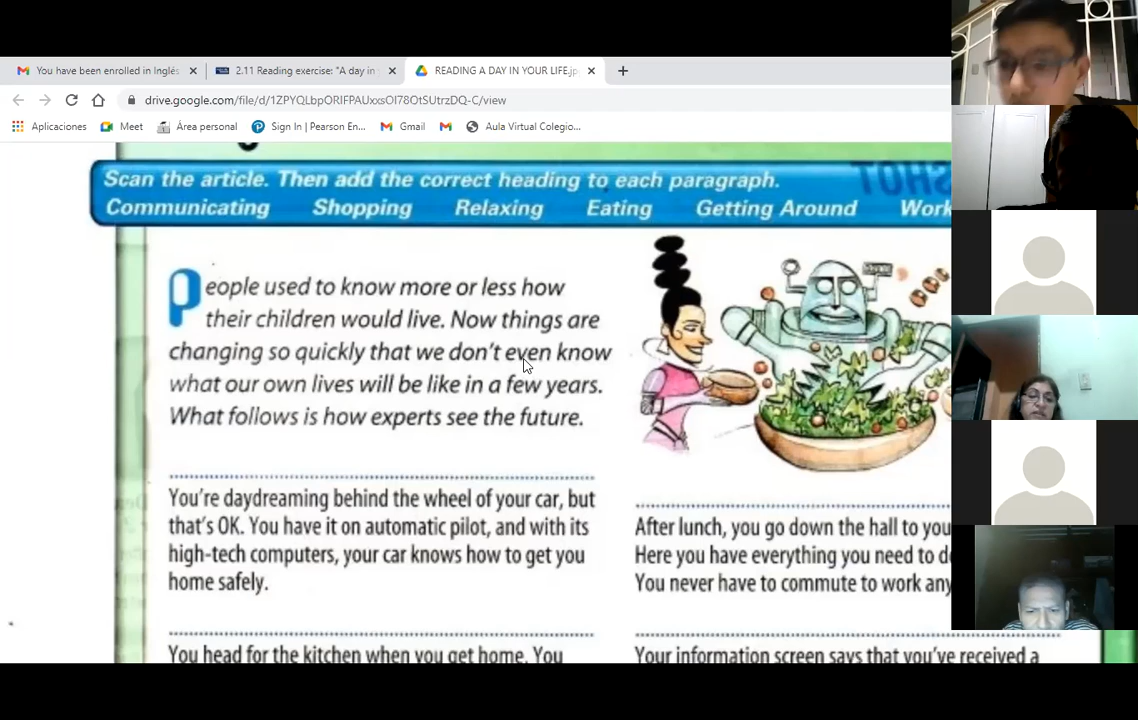 You have been enrolled in Inglés
2.11 Reading exercise: "A day in
READING A DAY IN YOUR LIFE.jp
Aplicaciones
Meet
Área personal
Sign In | Pearson En...
Gmail
Aula Virtual Colegio...
Scan the article. Then add the correct heading to each paragraph.
Communicating Shopping Relaxing Eating Getting Around Work
People used to know more or less how
their children would live. Now things are
changing so quickly that we don't even know
what our own lives will be like in a few years.
What follows is how experts see the future.
You're daydreaming behind the wheel of your car, but
that's OK. You have it on automatic pilot, and with its
high-tech computers, your car knows how to get you
home safely.
You head for the kitchen when you get home. You
After lunch, you go down the hall to you
Here you have everything you need to d
You never have to commute to work any
Your information screen says that you've received a